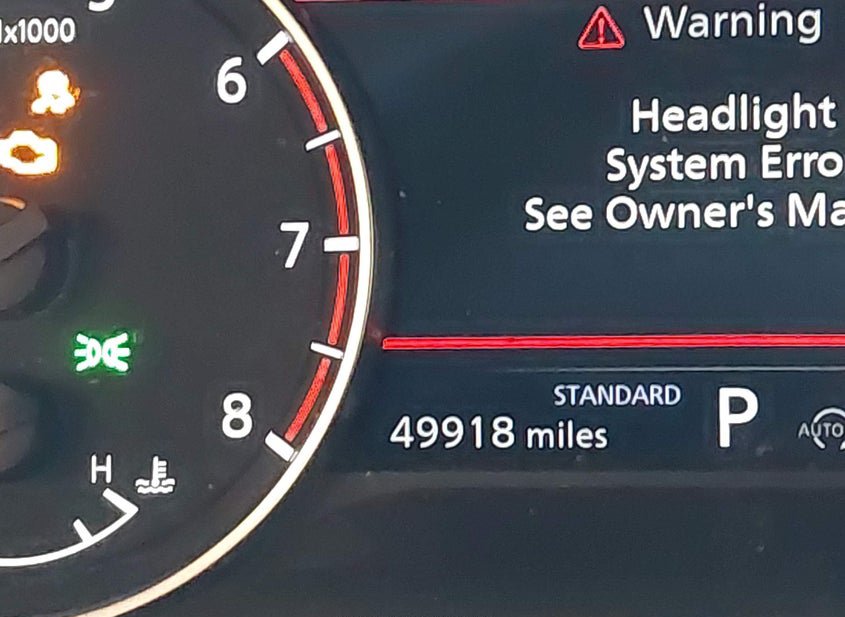 x1000
Warning
6
Headlight
System Erro
See Owner's Ma
7
STANDARD
8
49918 miles
P
AUTO
H